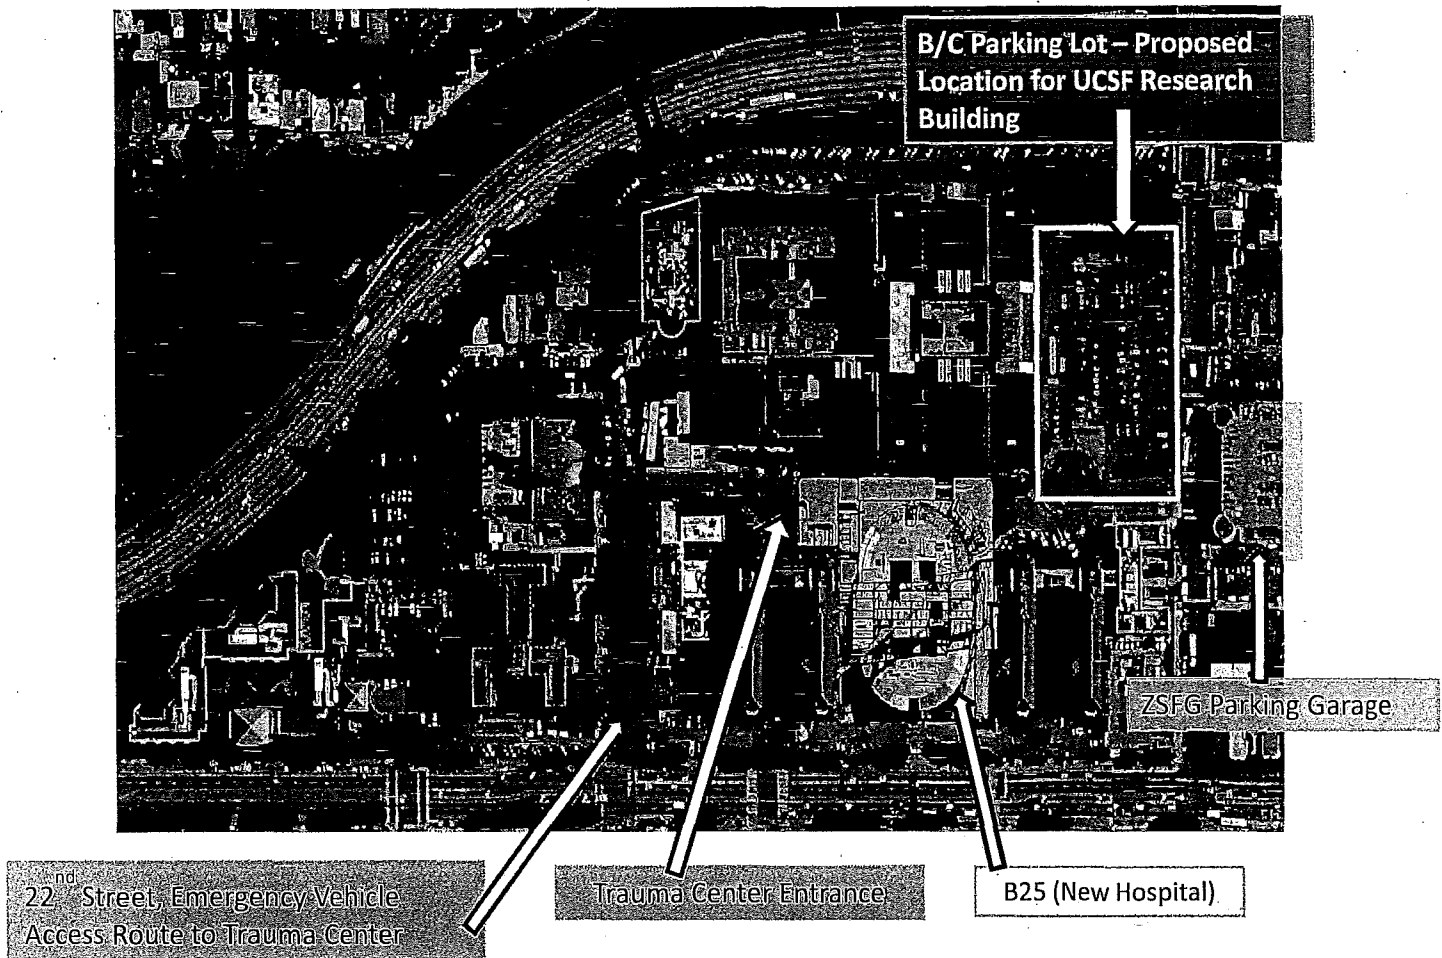 B/C Parking Lot – Proposed
Location for UCSF Research
Building
ZSFG Parking Garage
22nd Street, Emergency Vehicle
Access Route to Trauma Center
Trauma Center Entrance
B25 (New Hospital)